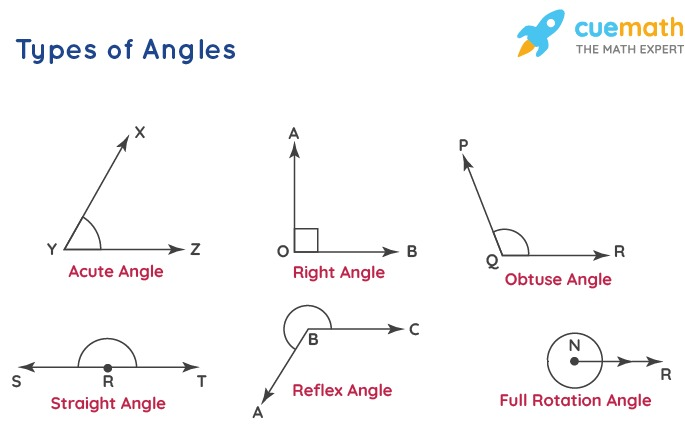 Types of Angles
cuemath
THE MATH EXPERT
X
Y
Z
Acute Angle
A
O
B
Right Angle
P
Q
R
Obtuse Angle
S
R
T
Straight Angle
B
C
A
Reflex Angle
N
R
Full Rotation Angle